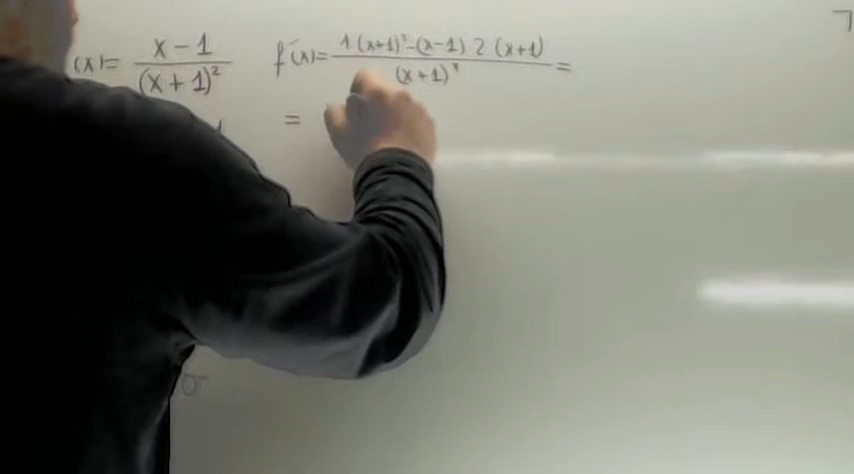 (x)= x-1/(x+1)² f'(x)= 1(x+1)²-(x-1) 2 (x+1)/(x+1)⁴ =
=